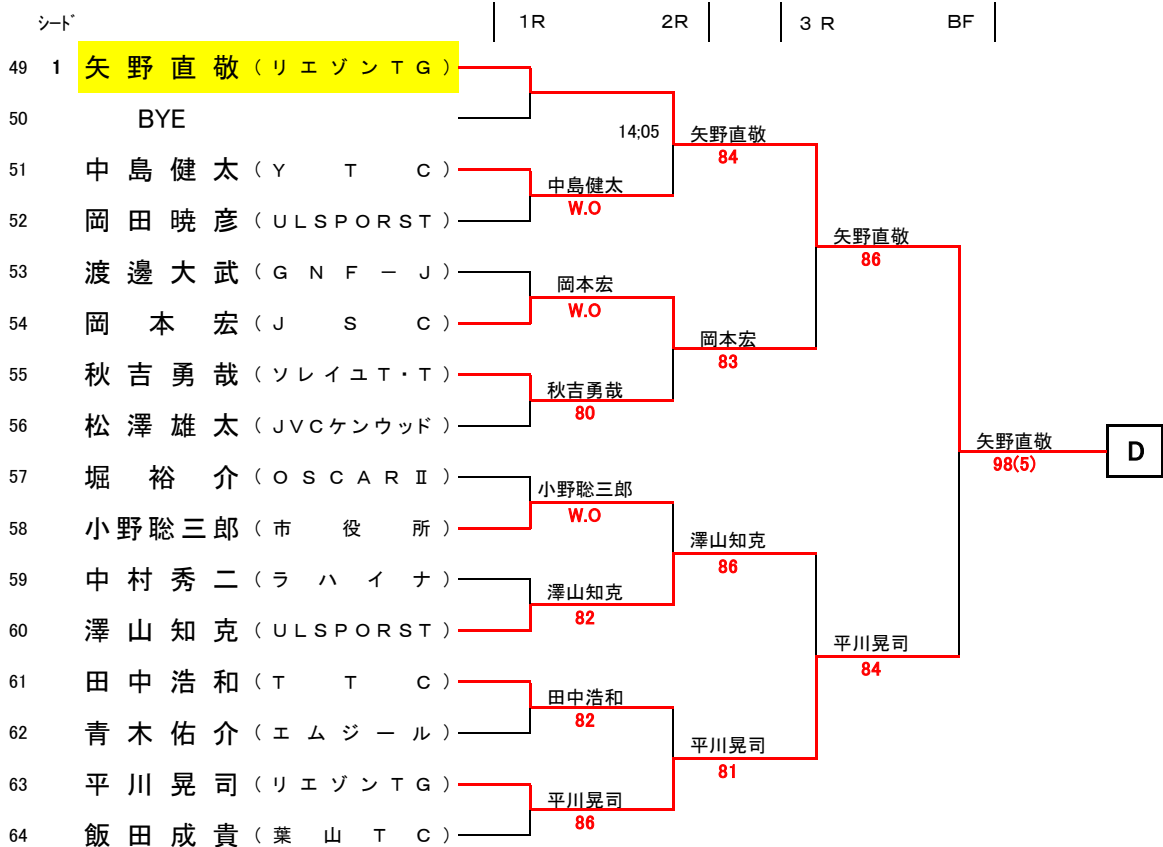 シード 1R 2R 3R BF
49 1 矢野直敬(リエゾンTG)
50 BYE
14;05 矢野直敬
84
51 中島健太(YTC)
中島健太
W.O
52 岡田暁彦(ULSPORST)
矢野直敬
86
53 渡邊大武(GNF-J)
岡本宏
W.O
54 岡本宏(JSC)
岡本宏
83
55 秋吉勇哉(ソレイユT・T)
秋吉勇哉
80
56 松澤雄太(JVCケンウッド)
矢野直敬
98(5)
D
57 堀裕介(OSCARⅡ)
小野聡三郎
W.O
58 小野聡三郎(市役所)
澤山知克
86
59 中村秀二(ラハイナ)
澤山知克
82
60 澤山知克(ULSPORST)
平川晃司
84
61 田中浩和(TTC)
田中浩和
82
62 青木佑介(エムジール)
平川晃司
81
63 平川晃司(リエゾンTG)
平川晃司
86
64 飯田成貴(葉山TC)